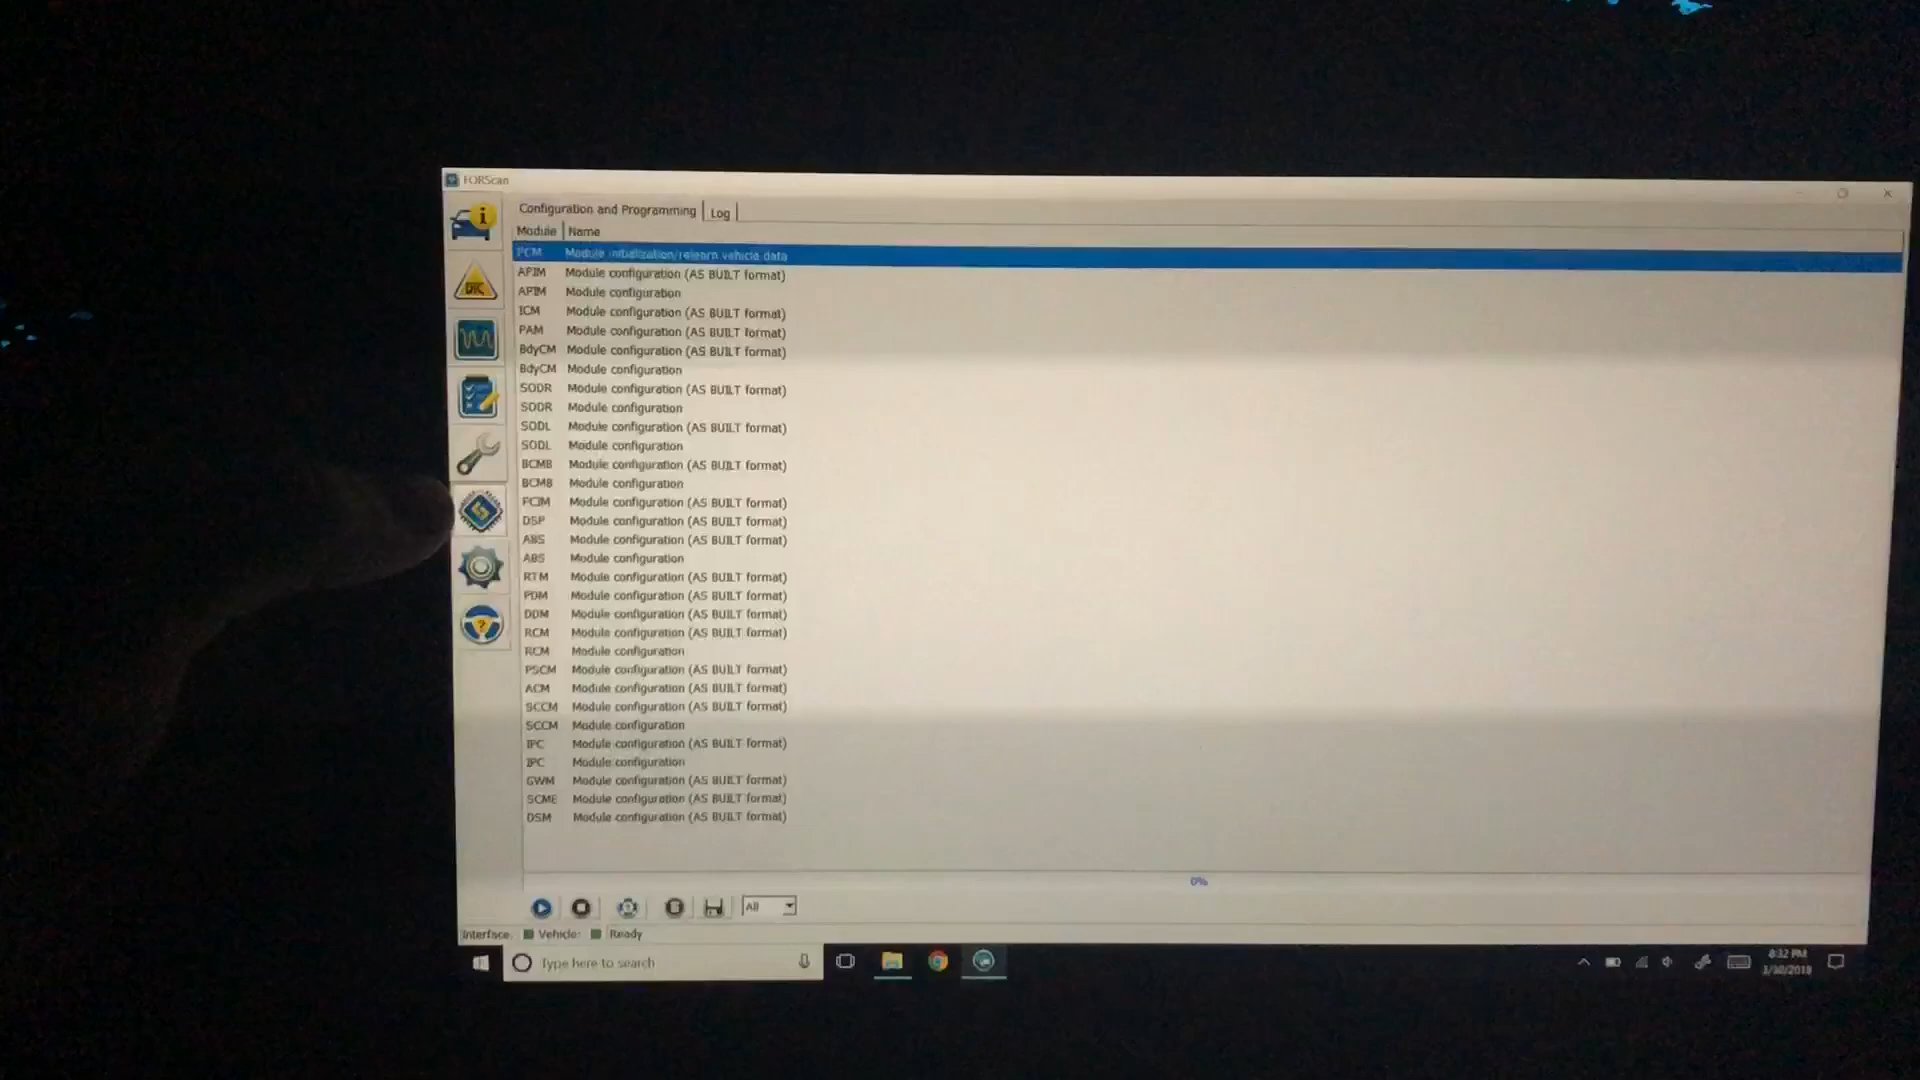 FORScan
Configuration and Programming Log
Module Name
PCM Module initialization/relearn vehicle data
APIM Module configuration (AS BUILT format)
APIM Module configuration
ICM Module configuration (AS BUILT format)
PAM Module configuration (AS BUILT format)
BdyCM Module configuration (AS BUILT format)
BdyCM Module configuration
SODR Module configuration (AS BUILT format)
SODR Module configuration
SODL Module configuration (AS BUILT format)
SODL Module configuration
BCMB Module configuration (AS BUILT format)
BCMB Module configuration
FCIM Module configuration (AS BUILT format)
DSP Module configuration (AS BUILT format)
ABS Module configuration (AS BUILT format)
ABS Module configuration
RTM Module configuration (AS BUILT format)
PDM Module configuration (AS BUILT format)
DDM Module configuration (AS BUILT format)
RCM Module configuration (AS BUILT format)
RCM Module configuration
PSCM Module configuration (AS BUILT format)
ACM Module configuration (AS BUILT format)
SCCM Module configuration (AS BUILT format)
SCCM Module configuration
IPC Module configuration (AS BUILT format)
IPC Module configuration
GWM Module configuration (AS BUILT format)
SCME Module configuration (AS BUILT format)
DSM Module configuration (AS BUILT format)
DTC
0%
All
Interface: Vehicle: Ready
Type here to search
8:32 PM
3/30/2018